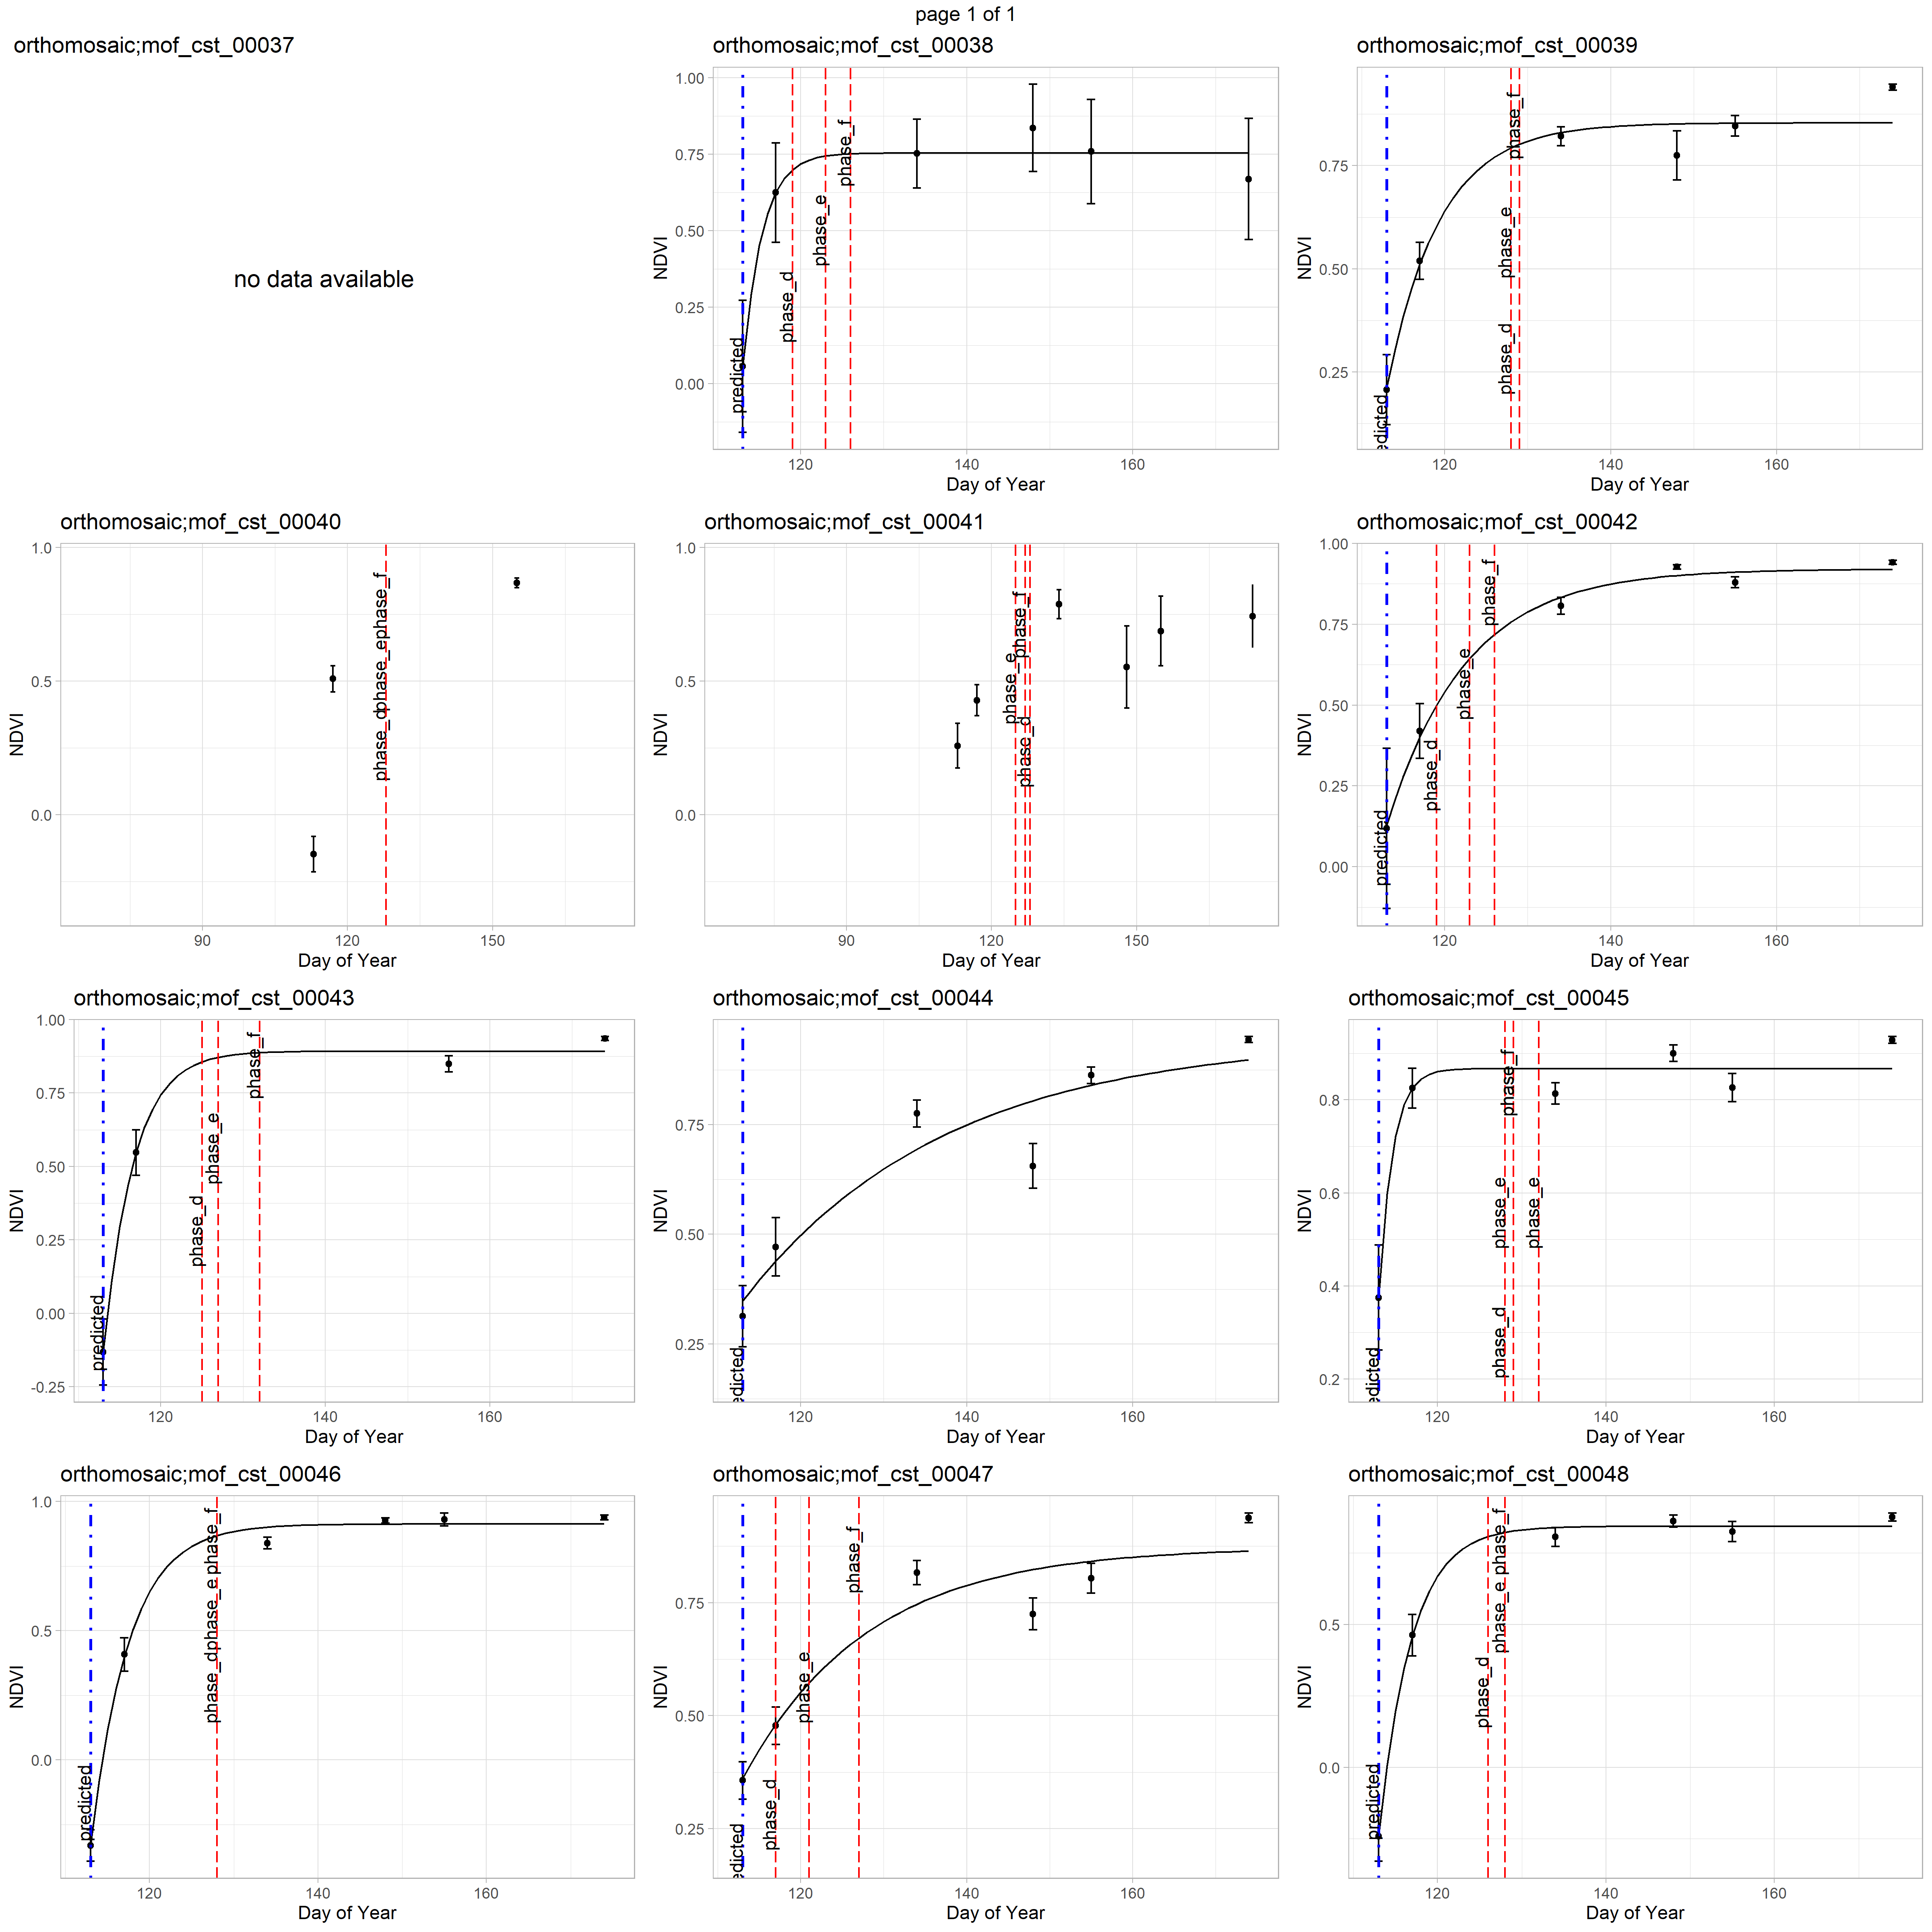 page 1 of 1
orthomosaic;mof_cst_00037
no data available
orthomosaic;mof_cst_00038
1.00
0.75
0.50
0.25
0.00
NDVI
predicted
phase_d
phase_e
phase_f
120 140 160
Day of Year
orthomosaic;mof_cst_00039
0.75
0.50
0.25
NDVI
edicted
phase_d
phase_e
phase_f
120 140 160
Day of Year
orthomosaic;mof_cst_00040
1.0
0.5
0.0
NDVI
phase_d
phase_e
phase_f
90 120 150
Day of Year
orthomosaic;mof_cst_00041
1.0
0.5
0.0
NDVI
phase_e
phase_f
phase_d
90 120 150
Day of Year
orthomosaic;mof_cst_00042
1.00
0.75
0.50
0.25
0.00
NDVI
predicted
phase_d
phase_e
phase_f
120 140 160
Day of Year
orthomosaic;mof_cst_00043
1.00
0.75
0.50
0.25
0.00
-0.25
NDVI
predicted
phase_d
phase_e
phase_f
120 140 160
Day of Year
orthomosaic;mof_cst_00044
0.75
0.50
0.25
NDVI
edicted
120 140 160
Day of Year
orthomosaic;mof_cst_00045
0.8
0.6
0.4
0.2
NDVI
edicted
phase_d
phase_e
phase_f
phase_e
120 140 160
Day of Year
orthomosaic;mof_cst_00046
1.0
0.5
0.0
NDVI
predicted
phase_d
phase_e
phase_f
120 140 160
Day of Year
orthomosaic;mof_cst_00047
0.75
0.50
0.25
NDVI
edicted
phase_d
phase_e
phase_f
120 140 160
Day of Year
orthomosaic;mof_cst_00048
0.5
0.0
NDVI
predicted
phase_d
phase_e
phase_f
120 140 160
Day of Year